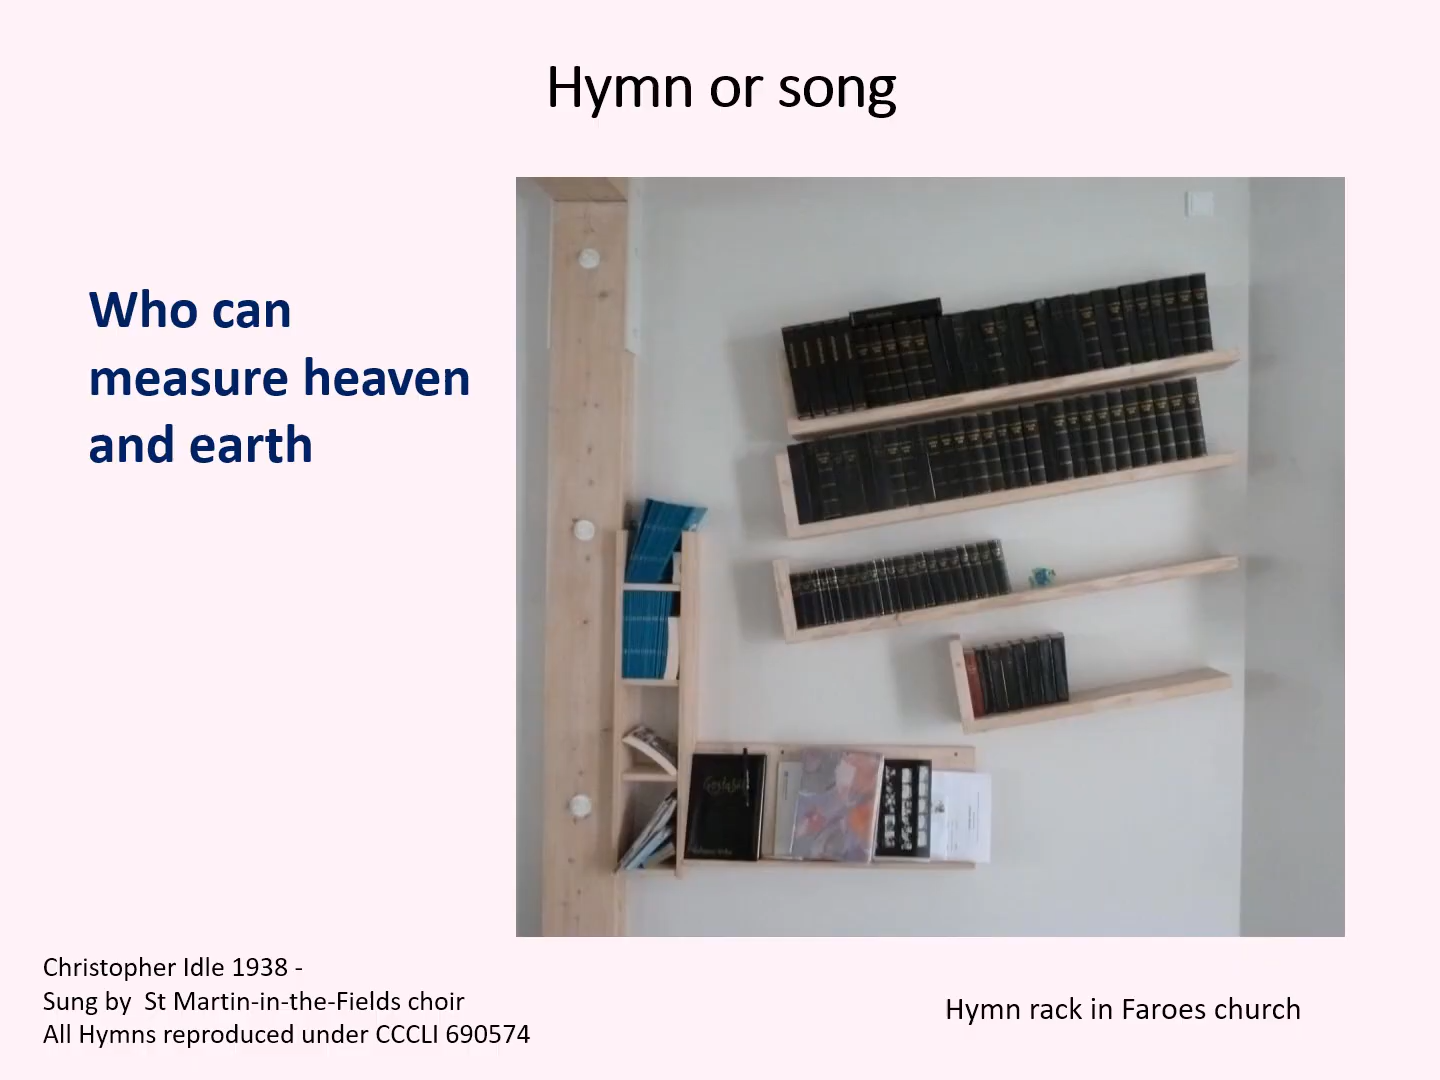 Hymn or song
Who can
measure heaven
and earth
Christopher Idle 1938 -
Sung by  St Martin-in-the-Fields choir
All Hymns reproduced under CCCLI 690574
Hymn rack in Faroes church